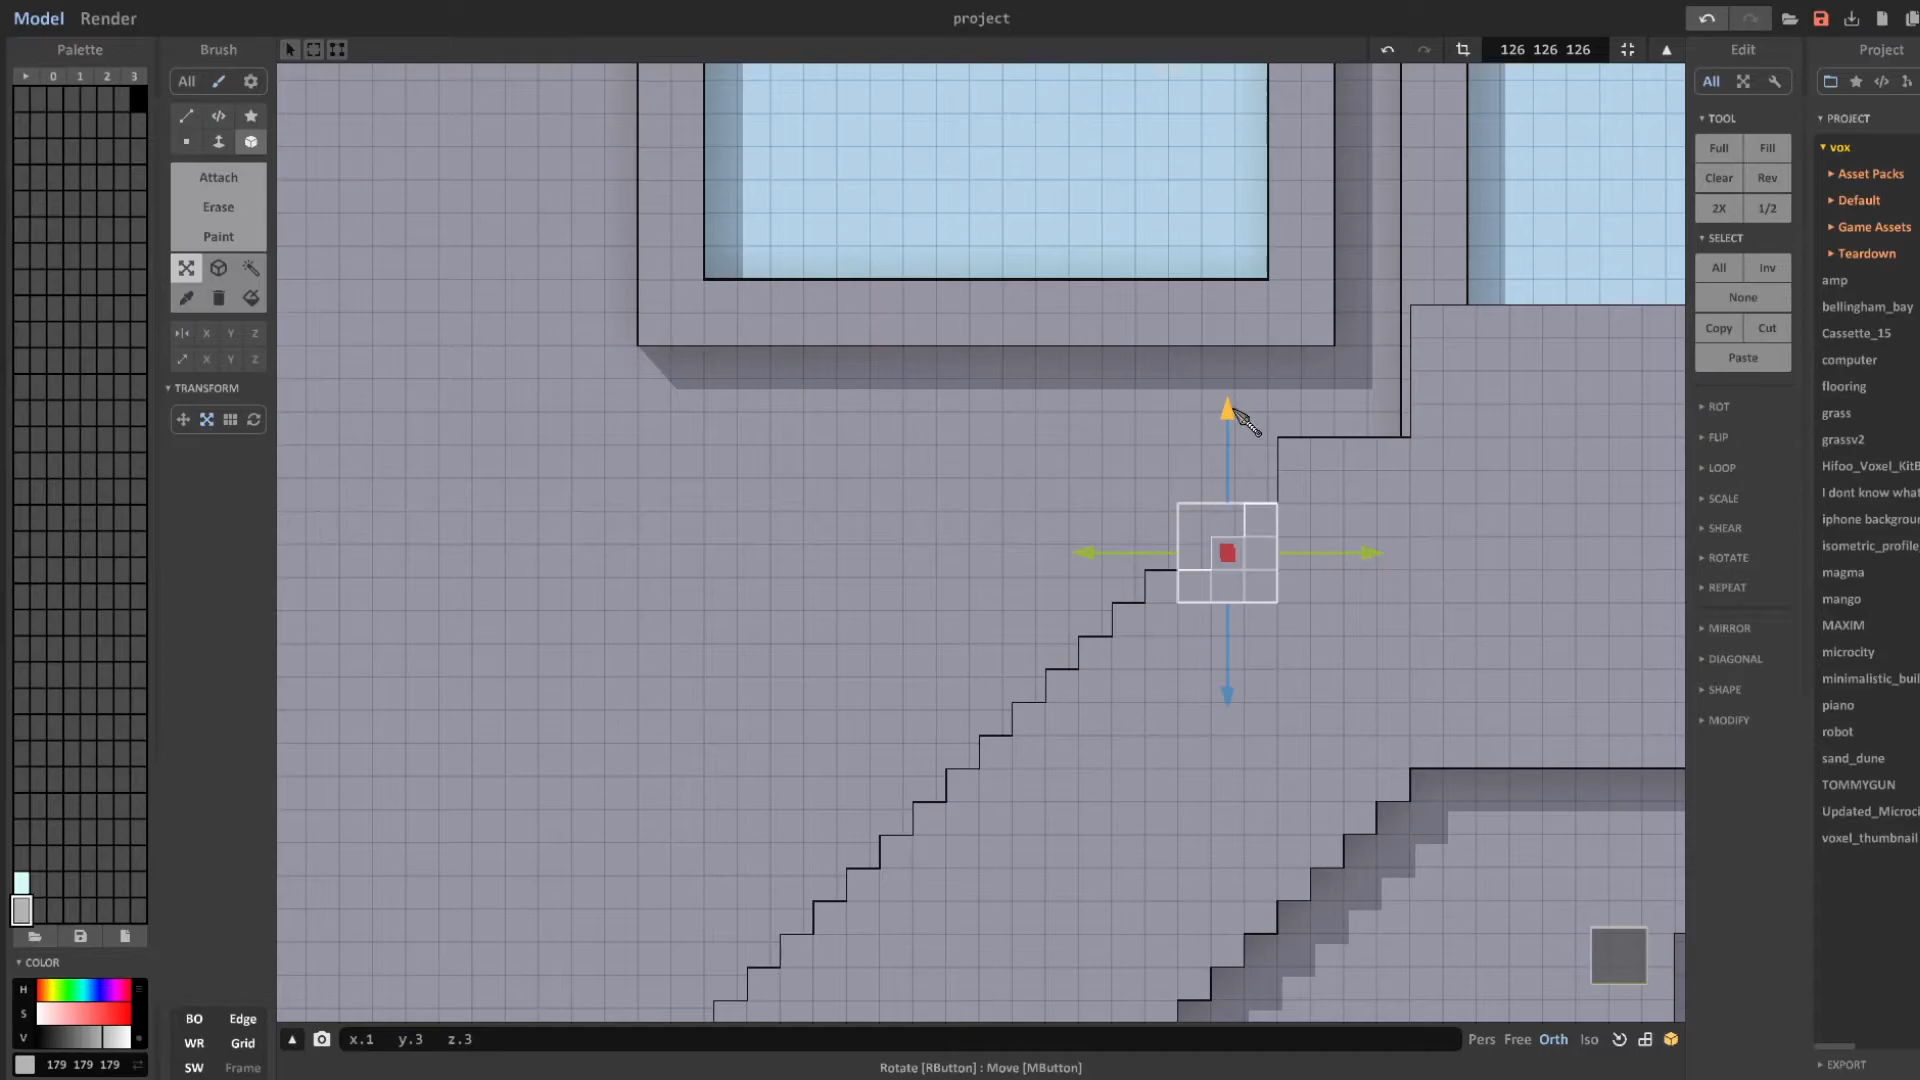 Model Render
project
Palette
Brush
126 126 126
Edit
Project
0 1 2 3
All
All
TOOL
PROJECT
Full Fill
vox
Clear Rev
Asset Packs
Attach
2X 1/2
Default
Erase
Game Assets
Paint
SELECT
Teardown
All Inv
amp
None
bellingham_bay
X Y Z
Copy Cut
Cassette_15
X Y Z
Paste
computer
TRANSFORM
flooring
ROT
grass
FLIP
grassv2
LOOP
Hifoo_Voxel_KitB
SCALE
I dont know what
SHEAR
iphone backgrou
ROTATE
isometric_profile
REPEAT
magma
mango
MIRROR
MAXIM
DIAGONAL
microcity
SHAPE
minimalistic_buil
MODIFY
piano
robot
sand_dune
TOMMYGUN
Updated_Microci
voxel_thumbnail
COLOR
H
S
V
179 179 179
BO Edge
WR Grid
SW Frame
x.1 y.3 z.3
Pers Free Orth Iso
Rotate [RButton] : Move [MButton]
EXPORT